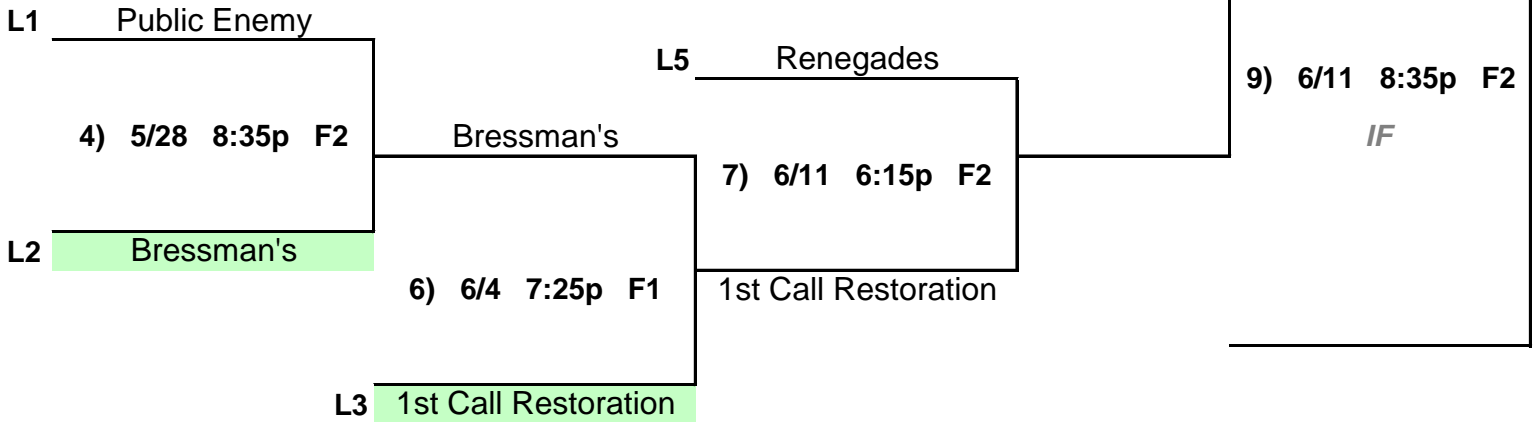 L1 Public Enemy
4) 5/28 8:35p F2
L2 Bressman's
Bressman's
6) 6/4 7:25p F1
L3 1st Call Restoration
L5 Renegades
7) 6/11 6:15p F2
1st Call Restoration
9) 6/11 8:35p F2
IF